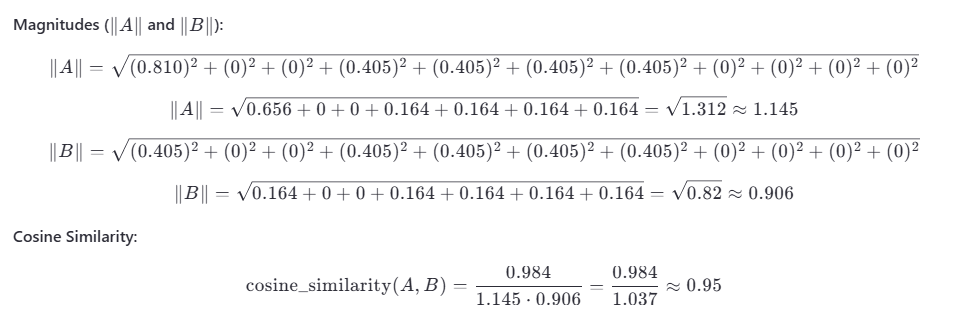 Magnitudes (‖A‖ and ‖B‖):
‖A‖ = √((0.810)² + (0)² + (0)² + (0.405)² + (0.405)² + (0.405)² + (0.405)² + (0)² + (0)² + (0)² + (0)²)
‖A‖ = √(0.656 + 0 + 0 + 0.164 + 0.164 + 0.164 + 0.164) = √1.312 ≈ 1.145
‖B‖ = √((0.405)² + (0)² + (0)² + (0.405)² + (0.405)² + (0.405)² + (0.405)² + (0)² + (0)² + (0)² + (0)²)
‖B‖ = √(0.164 + 0 + 0 + 0.164 + 0.164 + 0.164 + 0.164) = √0.82 ≈ 0.906
Cosine Similarity:
cosine_similarity(A, B) = 0.984 / (1.145 · 0.906) = 0.984 / 1.037 ≈ 0.95